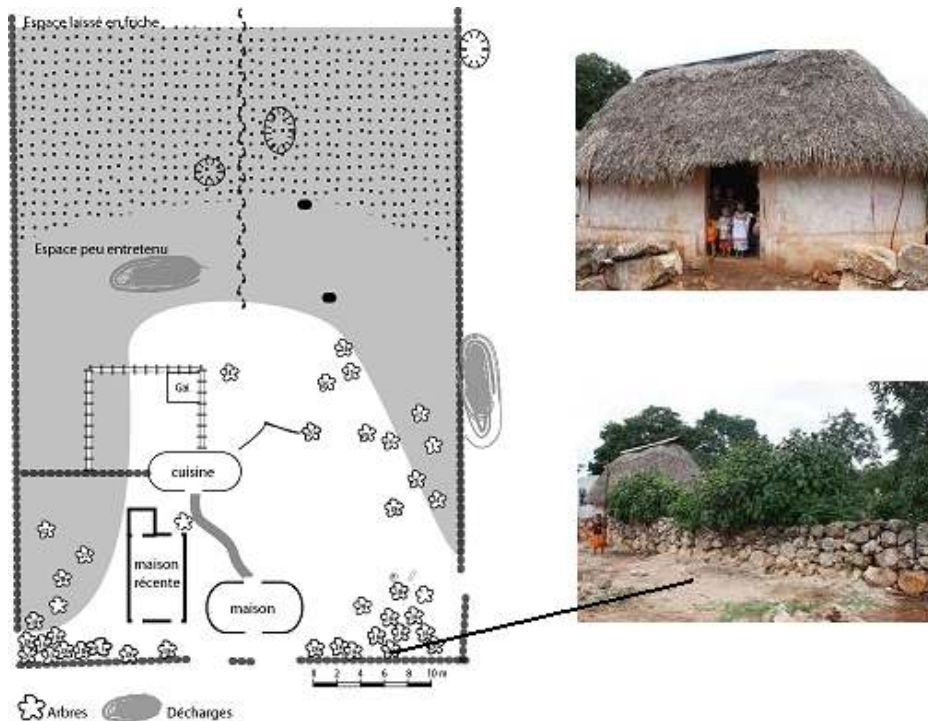 Espace laissé en friche
Espace peu entretenu
Gal.
cuisine
maison
récente
maison
0 2 4 6 8 10 m
Arbres
Décharges